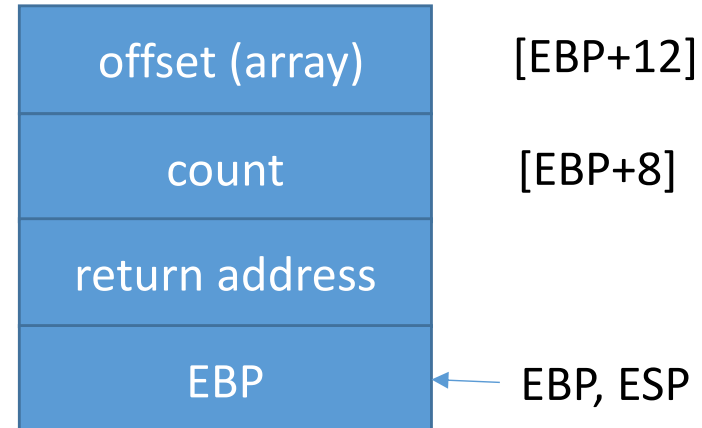 offset (array) [EBP+12]
count [EBP+8]
return address
EBP EBP, ESP